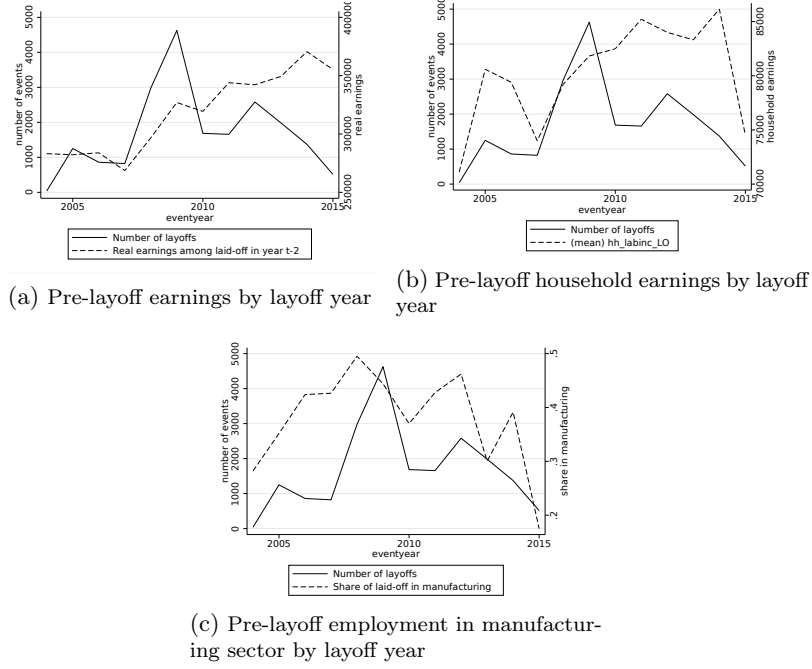 5000
4000
3000
2000
1000
0
number of events
400000
350000
300000
250000
real earnings
2005 2010 2015
eventyear
Number of layoffs
Real earnings among laid-off in year t-2
(a) Pre-layoff earnings by layoff year
5000
4000
3000
2000
1000
0
number of events
85000
80000
75000
70000
household earnings
2005 2010 2015
eventyear
Number of layoffs
(mean) hh_labinc_LO
(b) Pre-layoff household earnings by layoff
year
5000
4000
3000
2000
1000
0
number of events
.5
.4
.3
.2
share in manufacturing
2005 2010 2015
eventyear
Number of layoffs
Share of laid-off in manufacturing
(c) Pre-layoff employment in manufactur-
ing sector by layoff year